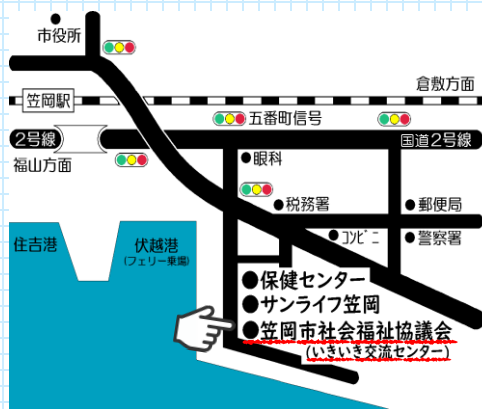 市役所
倉敷方面
笠岡駅
五番町信号
2号線
国道2号線
福山方面
眼科
税務署
郵便局
住吉港
伏越港
(フェリー乗場)
コンビニ
警察署
●保健センター
●サンライフ笠岡
●笠岡市社会福祉協議会
(いきいき交流センター)